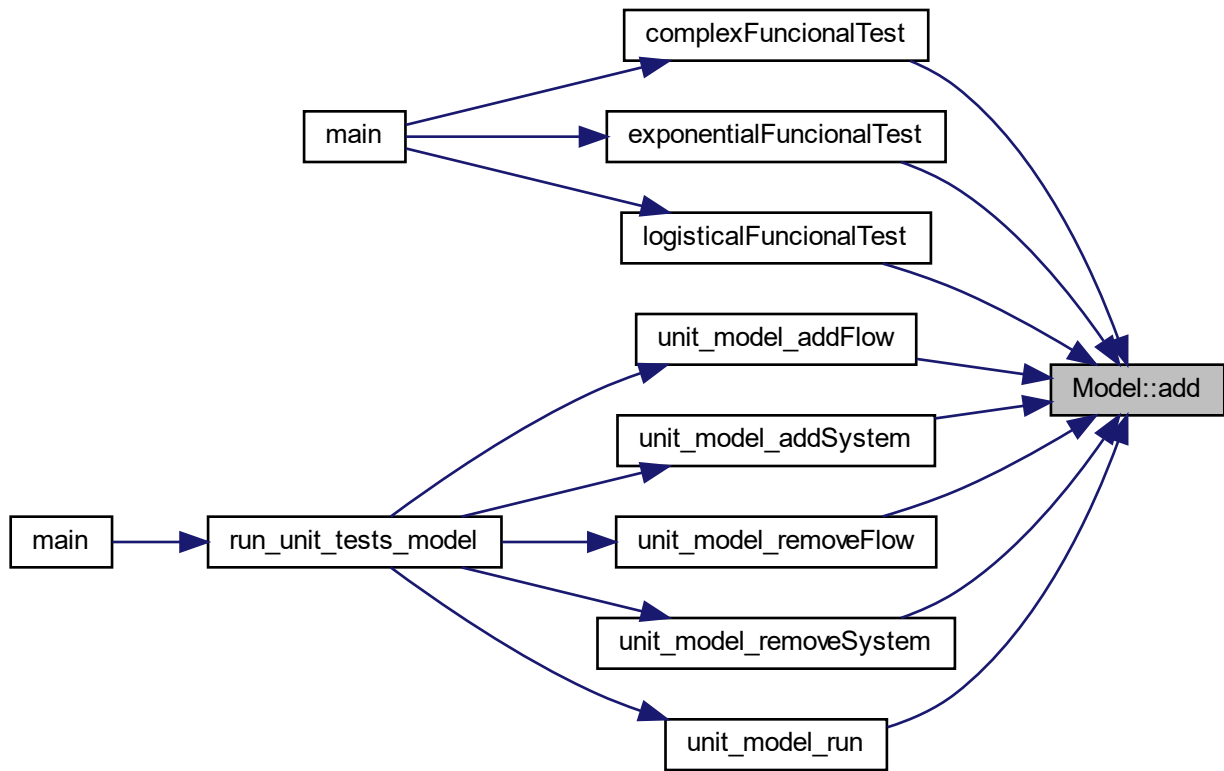 complexFuncionalTest
main
exponentialFuncionalTest
logisticalFuncionalTest
unit_model_addFlow
Model::add
unit_model_addSystem
main
run_unit_tests_model
unit_model_removeFlow
unit_model_removeSystem
unit_model_run